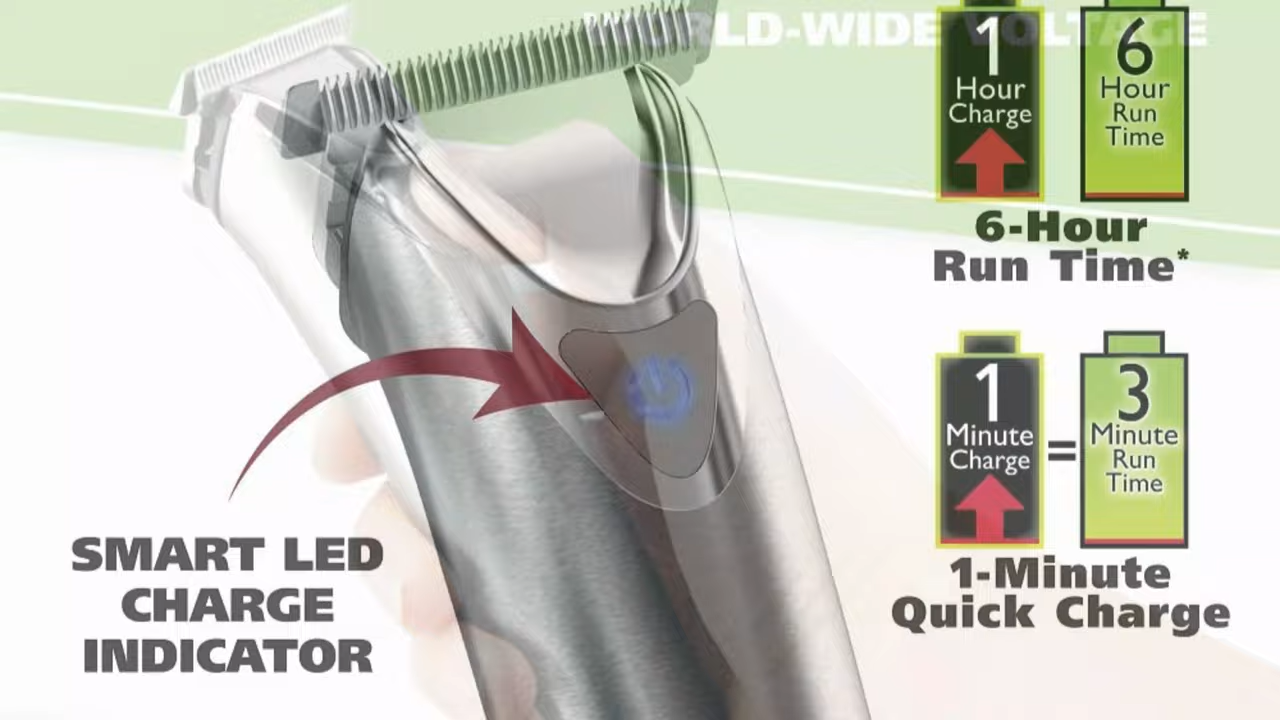 WORLD-WIDE VOLTAGE
1
Hour
Charge
6
Hour
Run
Time
6-Hour
Run Time*
1
Minute
Charge
=
3
Minute
Run
Time
1-Minute
Quick Charge
SMART LED
CHARGE
INDICATOR